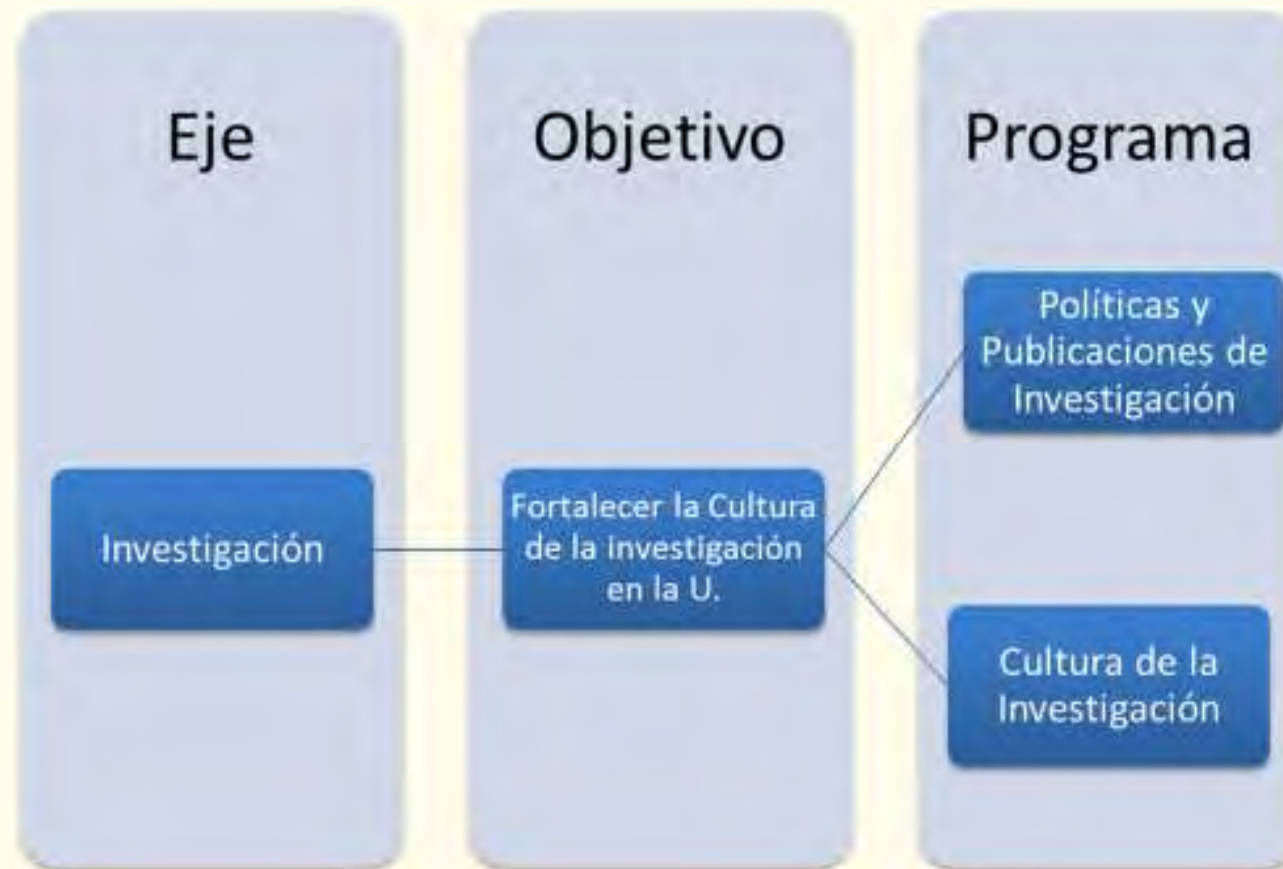 Eje
Objetivo
Programa
Investigación
Fortalecer la Cultura
de la investigación
en la U.
Políticas y
Publicaciones de
Investigación
Cultura de la
Investigación